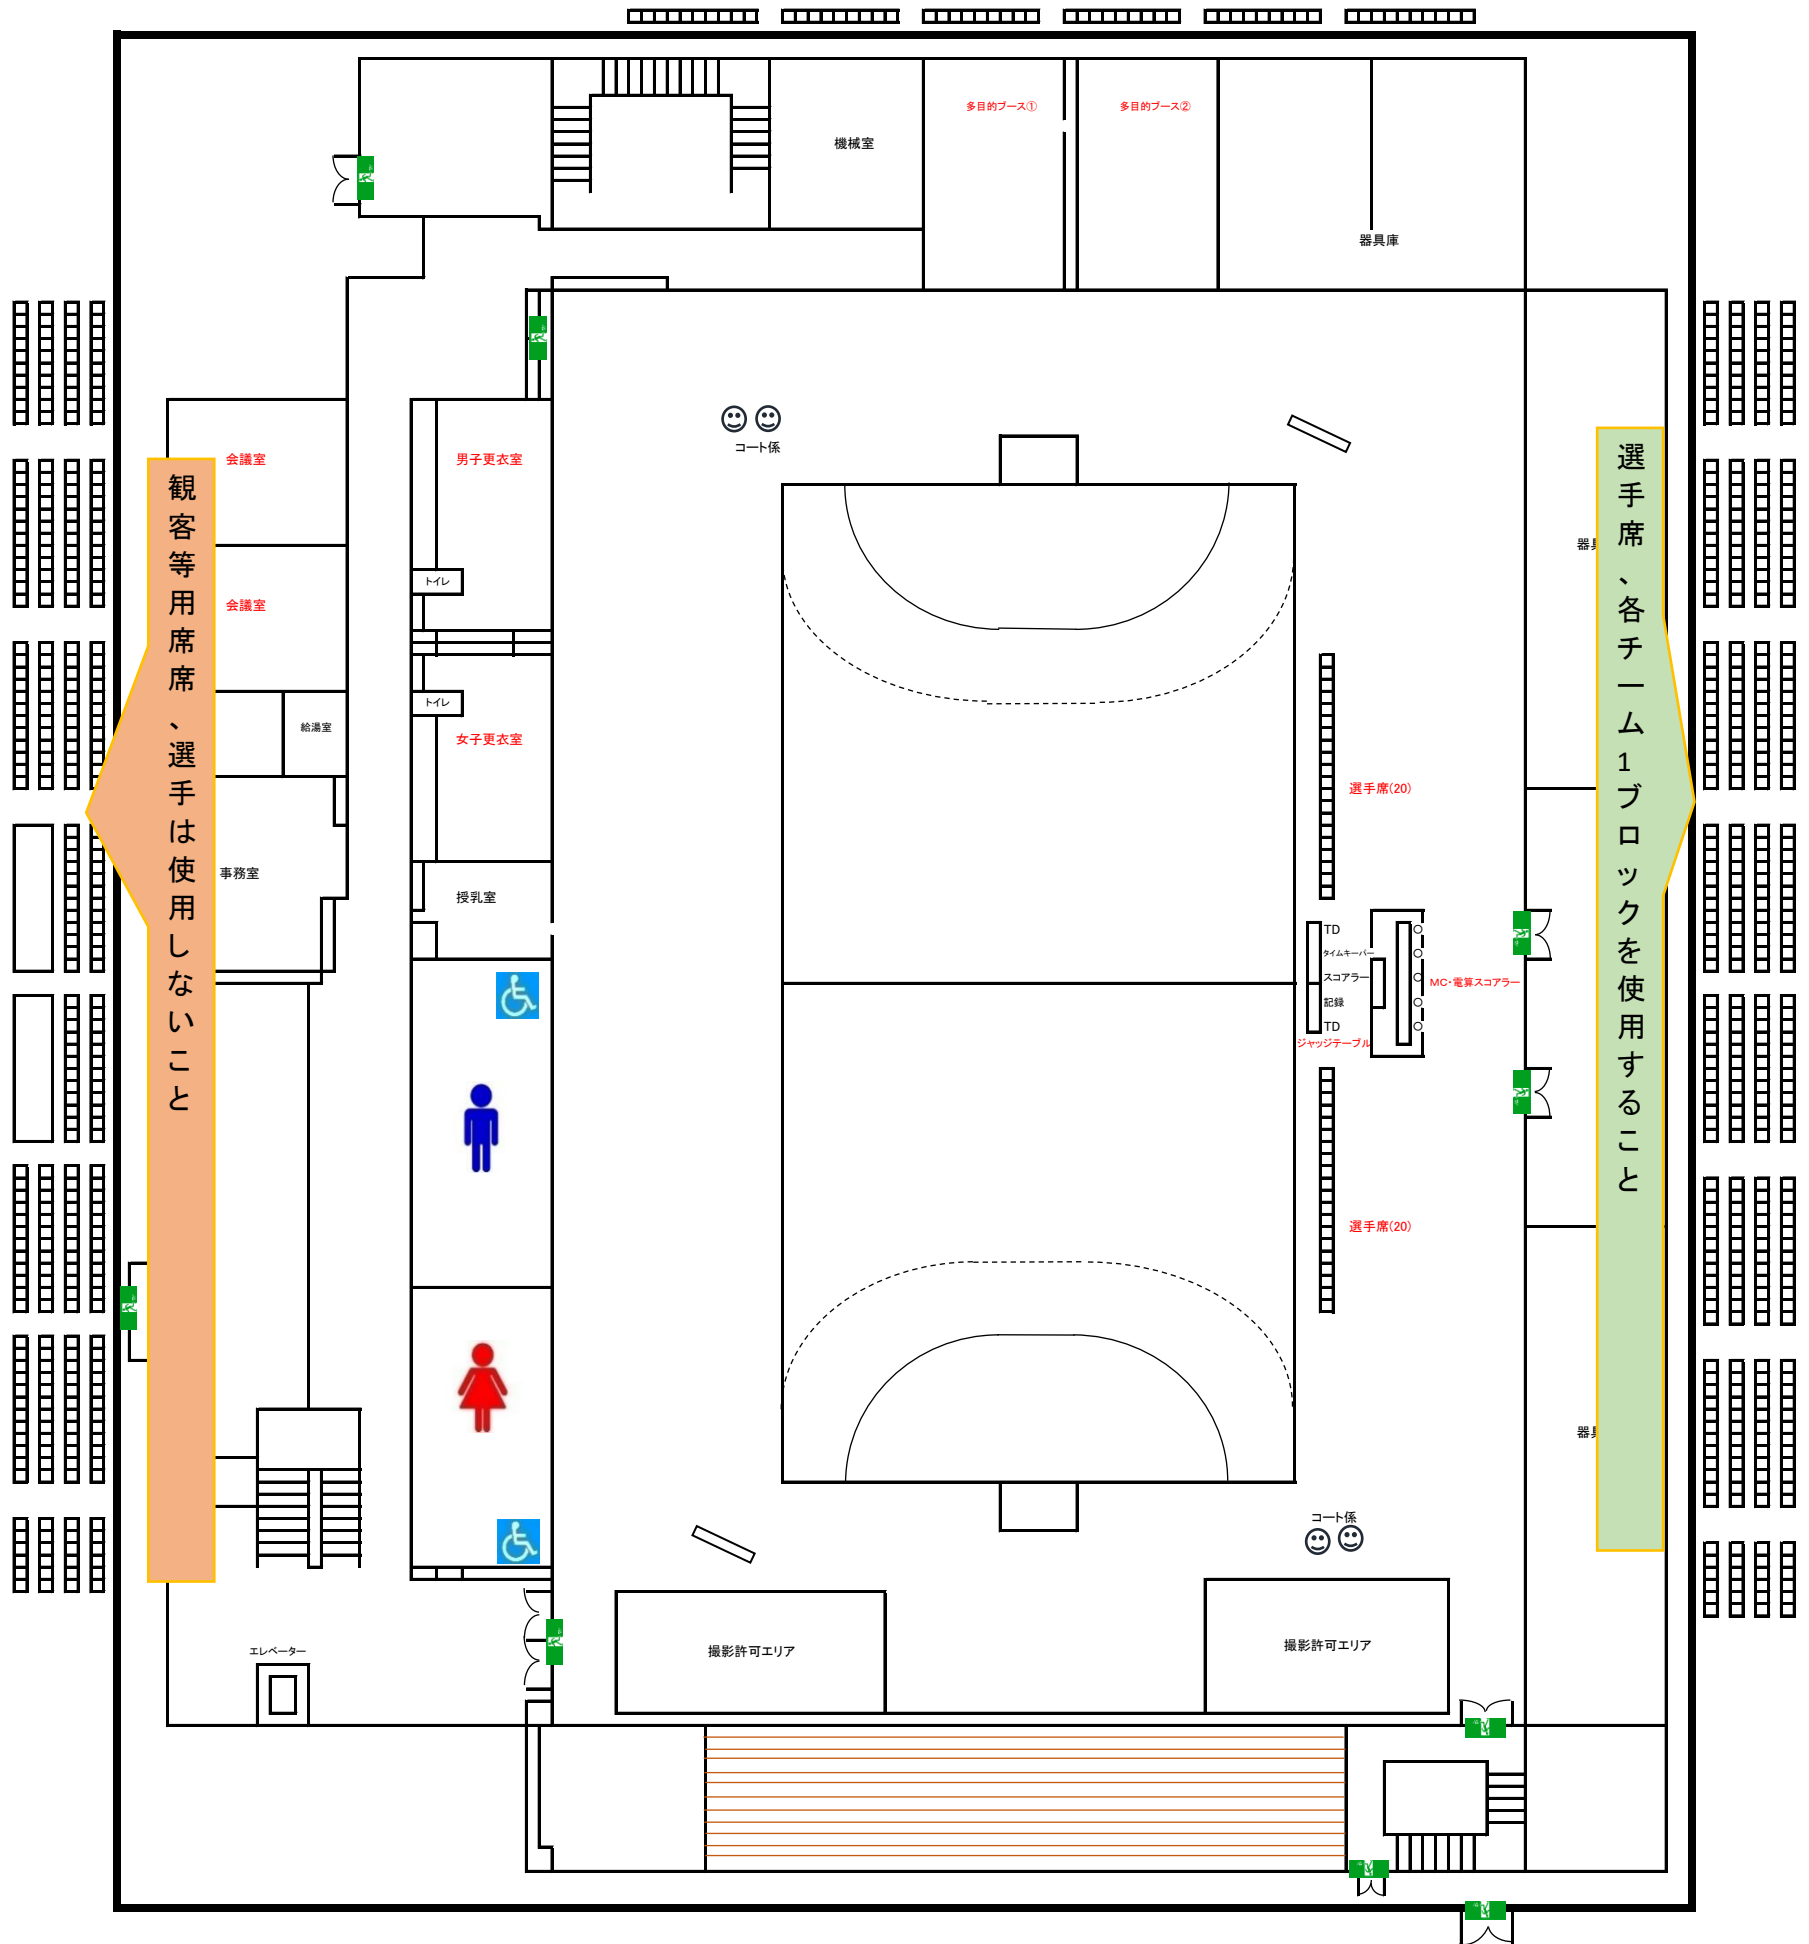 多目的ブース①
多目的ブース②
機械室
器具庫
コート係
会議室
男子更衣室
観客等用席席、選手は使用しないこと
選手席、各チーム1ブロックを使用すること
器具
トイレ
会議室
トイレ
給湯室
女子更衣室
選手席(20)
事務室
授乳室
TD
タイムキーパー
スコアラー
記録
TD
ジャッジテーブル
MC・電算スコアラー
選手席(20)
器具
コート係
エレベーター
撮影許可エリア
撮影許可エリア